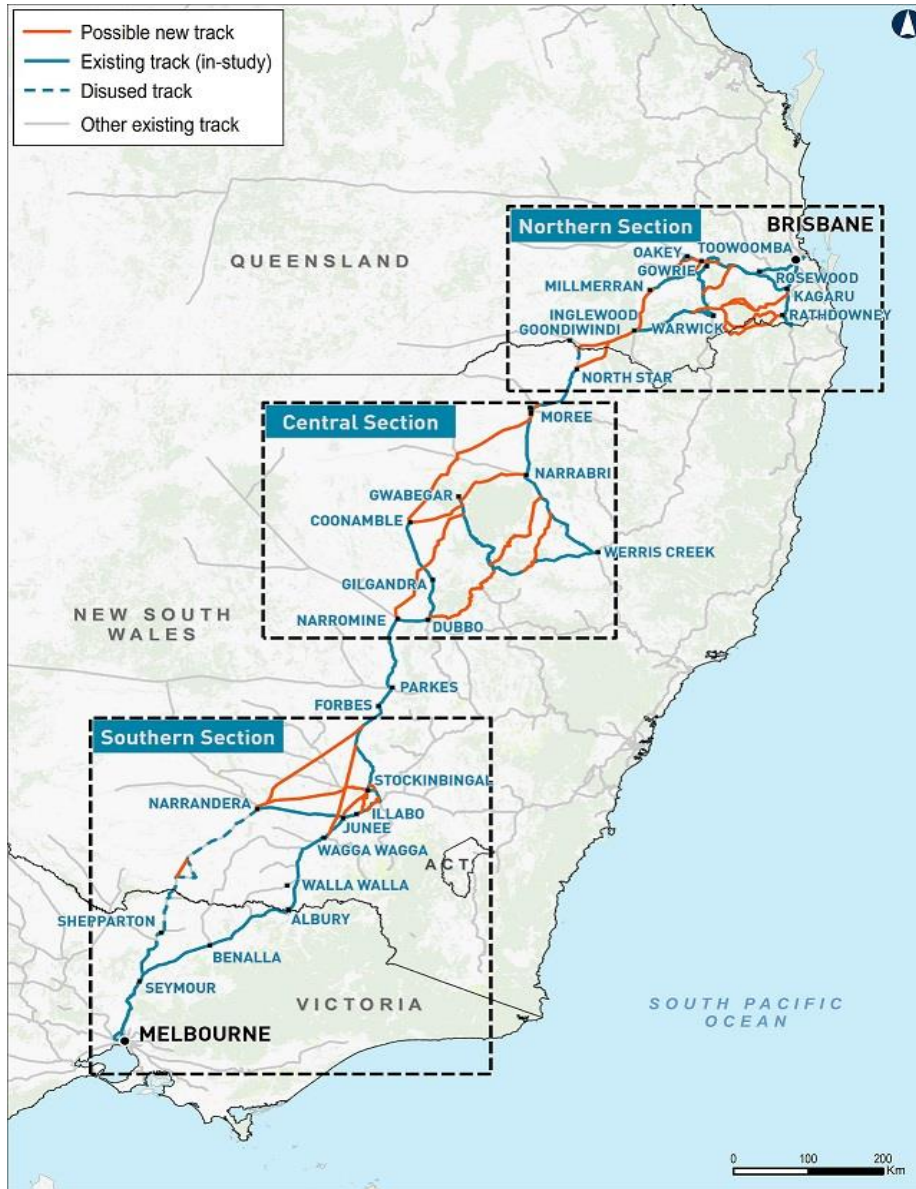 Possible new track
Existing track (in-study)
Disused track
Other existing track
Northern Section
BRISBANE
OAKEY
TOOWOOMBA
GOWRIE
ROSEWOOD
MILLMERRAN
KAGARU
INGLEWOOD
RATHDOWNEY
GOONDIWINDI
WARWICK
QUEENSLAND
NORTH STAR
Central Section
MOREE
NARRABRI
GWABEGAR
COONAMBLE
WERRIS CREEK
GILGANDRA
NEW SOUTH
WALES
NARROMINE
DUBBO
PARKES
FORBES
Southern Section
STOCKINBINGAL
NARRANDERA
ILLABO
JUNEE
WAGGA WAGGA
ACT
WALLA WALLA
SHEPPARTON
ALBURY
BENALLA
SEYMOUR
VICTORIA
MELBOURNE
SOUTH PACIFIC
OCEAN
0 100 200
Km